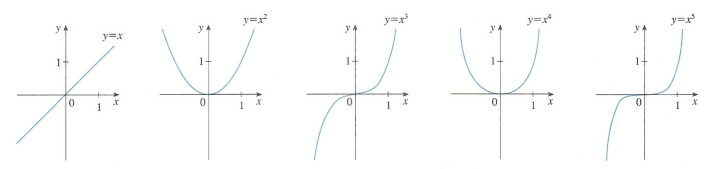 y y=x
1
0 1 x
y y=x²
1
0 1 x
y y=x³
1
0 1 x
y y=x⁴
1
0 1 x
y y=x⁵
1
0 1 x